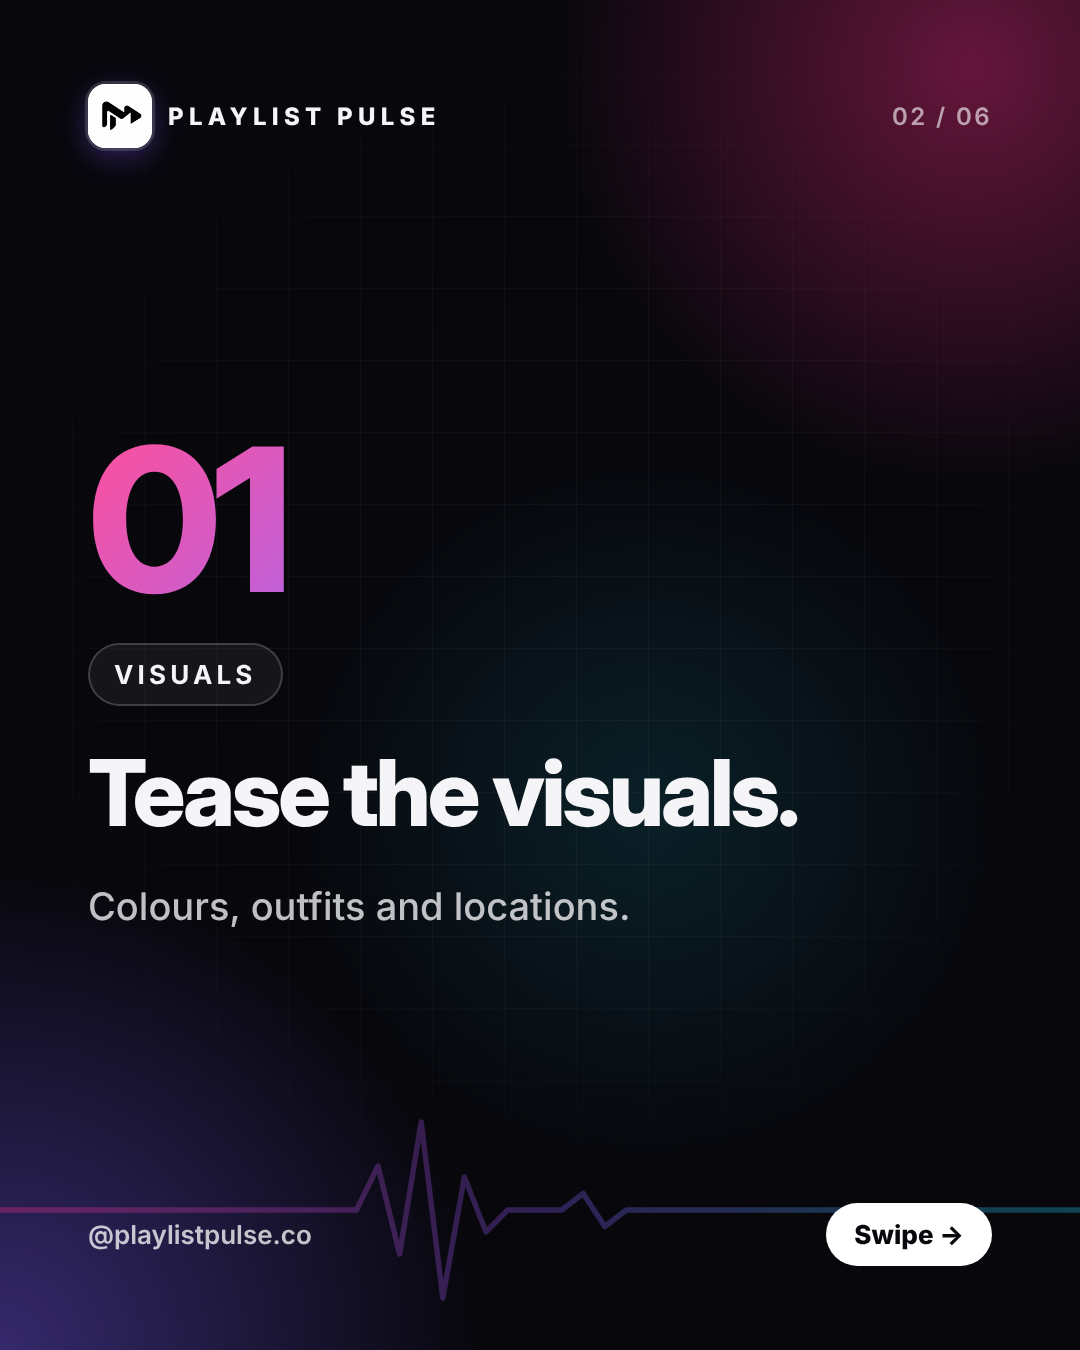 PLAYLIST PULSE
02 / 06
01
VISUALS
Tease the visuals.
Colours, outfits and locations.
@playlistpulse.co
Swipe →